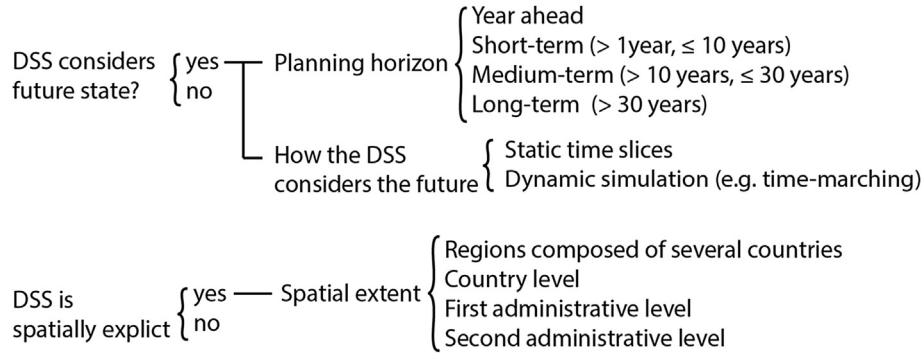 DSS considers
future state?
yes
no
Planning horizon
Year ahead
Short-term (> 1year, ≤ 10 years)
Medium-term (> 10 years, ≤ 30 years)
Long-term (> 30 years)
How the DSS
considers the future
Static time slices
Dynamic simulation (e.g. time-marching)
DSS is
spatially explict
yes
no
Spatial extent
Regions composed of several countries
Country level
First administrative level
Second administrative level